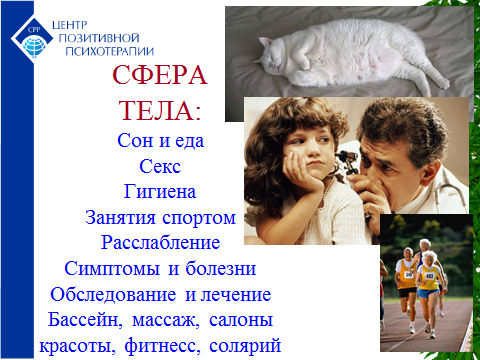 CPP
ЦЕНТР
ПОЗИТИВНОЙ
ПСИХОТЕРАПИИ
СФЕРА
ТЕЛА:
Сон и еда
Секс
Гигиена
Занятия спортом
Расслабление
Симптомы и болезни
Обследование и лечение
Бассейн, массаж, салоны
красоты, фитнесс, солярий